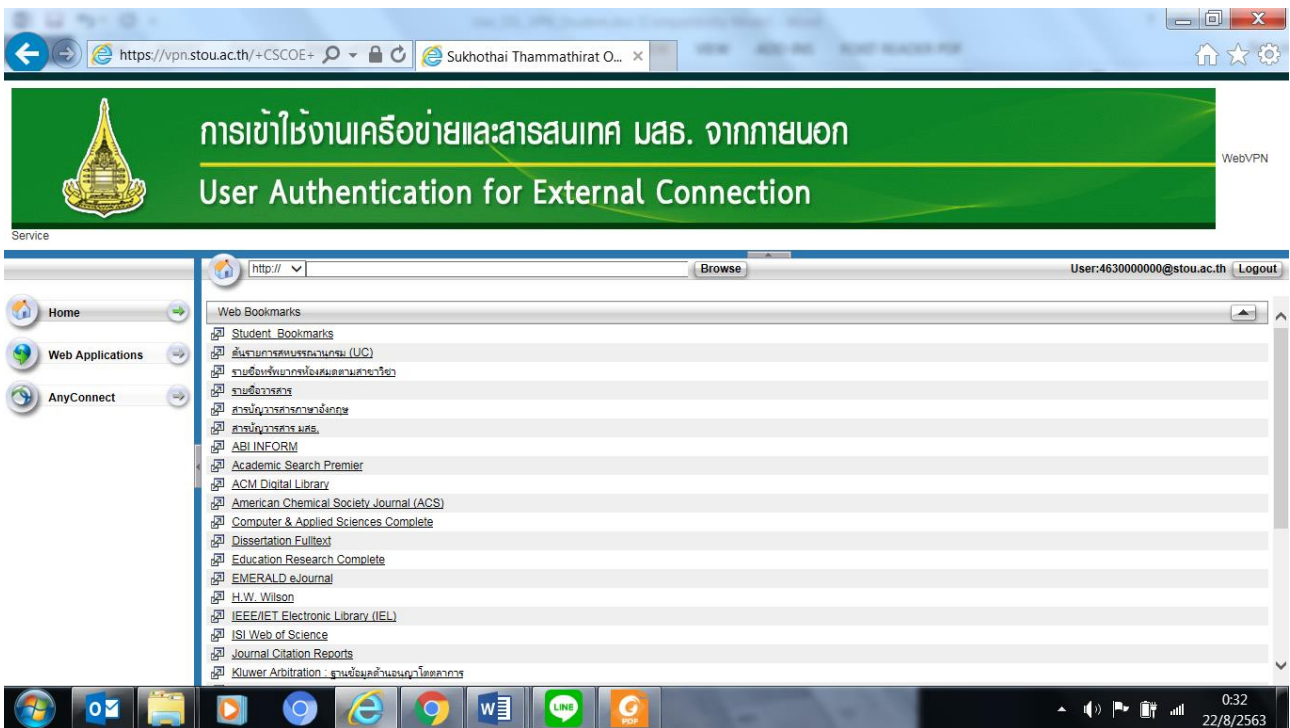 https://vpn.stou.ac.th/+CSCOE+
Sukhothai Thammathirat O...
การเข้าใช้งานเครือข่ายและสารสนเทศ มสธ. จากภายนอก
User Authentication for External Connection
WebVPN
Service
http://
Browse
User:4630000000@stou.ac.th
Logout
Home
Web Applications
AnyConnect
Web Bookmarks
Student Bookmarks
ค้นรายการสหบรรณานุกรม (UC)
รายชื่อทรัพยากรห้องสมุดตามสาขาวิชา
รายชื่อวารสาร
สารบัญวารสารภาษาอังกฤษ
สารบัญวารสาร มสธ.
ABI INFORM
Academic Search Premier
ACM Digital Library
American Chemical Society Journal (ACS)
Computer & Applied Sciences Complete
Dissertation Fulltext
Education Research Complete
EMERALD eJournal
H.W. Wilson
IEEE/IET Electronic Library (IEL)
ISI Web of Science
Journal Citation Reports
Kluwer Arbitration : ฐานข้อมูลด้านอนุญาโตตุลาการ
LINE
PDF
0:32
22/8/2563